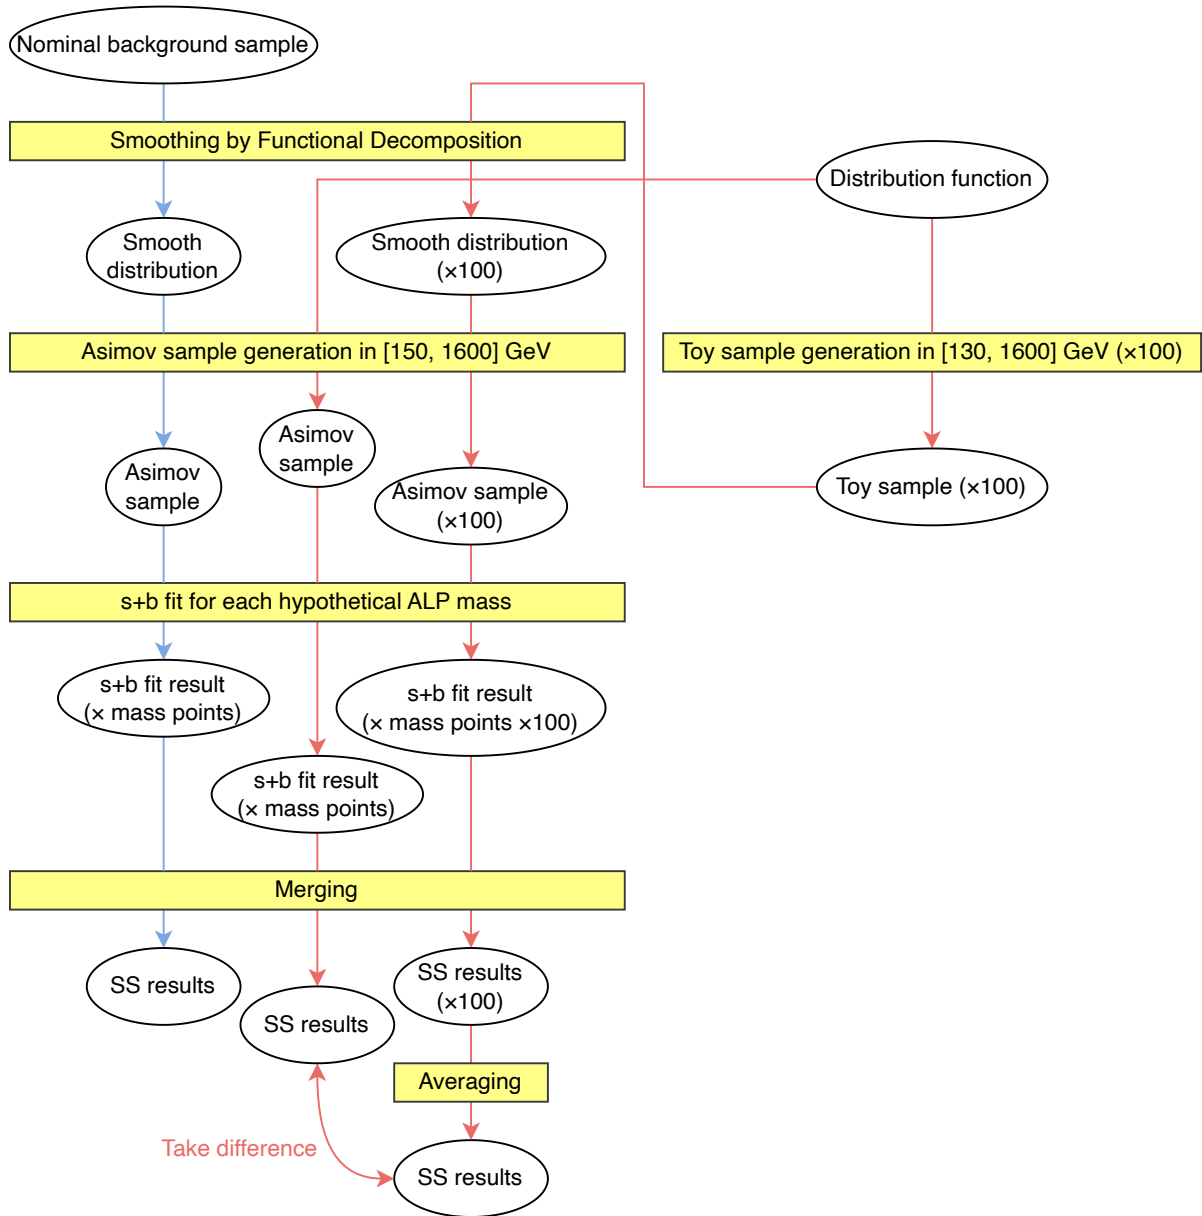 Nominal background sample
Smoothing by Functional Decomposition
Distribution function
Smooth
distribution
Smooth distribution
(×100)
Asimov sample generation in [150, 1600] GeV
Toy sample generation in [130, 1600] GeV (×100)
Asimov
sample
Asimov
sample
Asimov sample
(×100)
Toy sample (×100)
s+b fit for each hypothetical ALP mass
s+b fit result
(× mass points)
s+b fit result
(× mass points ×100)
s+b fit result
(× mass points)
Merging
SS results
SS results
(×100)
SS results
Averaging
Take difference
SS results